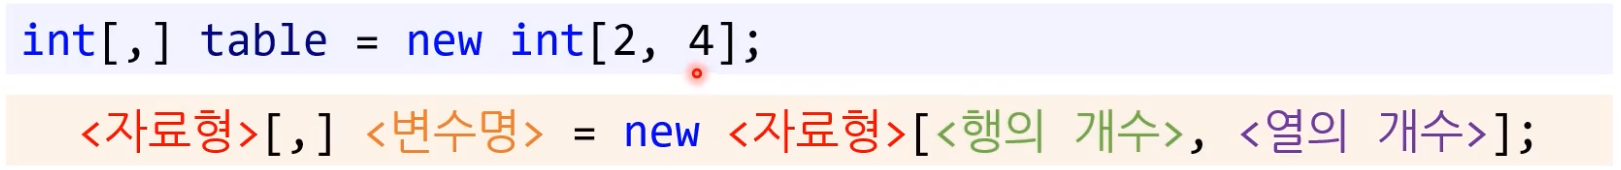 int[,] table = new int[2, 4];
<자료형>[,] <변수명> = new <자료형>[<행의 개수>, <열의 개수>];